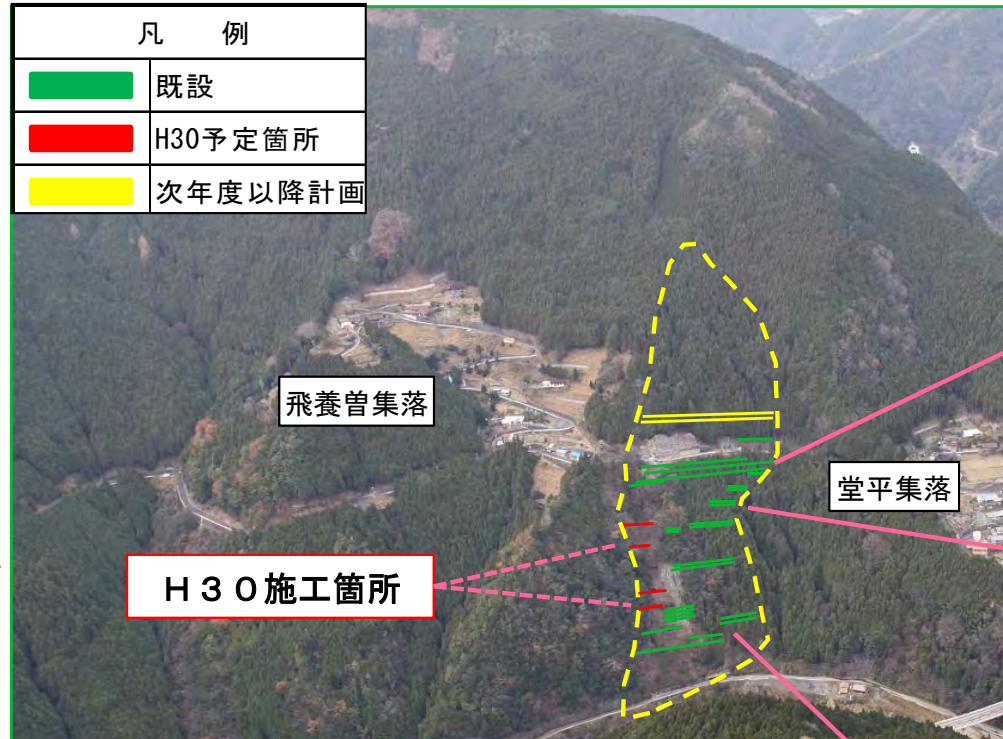 凡　例
既設
H30予定箇所
次年度以降計画
飛養曽集落
堂平集落
Ｈ３０施工箇所